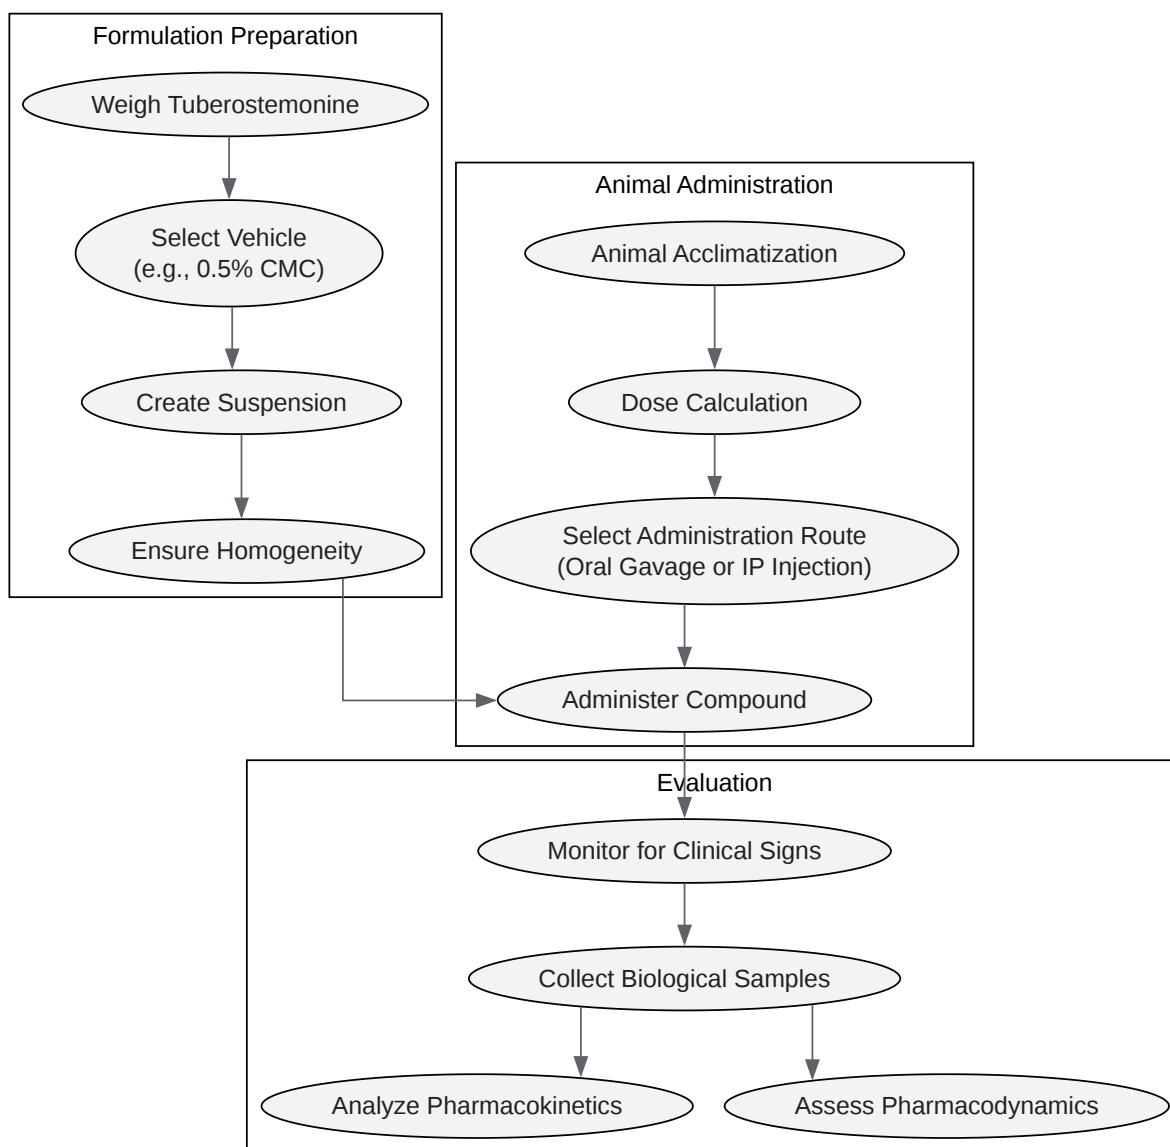 Formulation Preparation
Weigh Tuberostemonine
Select Vehicle
(e.g., 0.5% CMC)
Create Suspension
Ensure Homogeneity
Animal Administration
Animal Acclimatization
Dose Calculation
Select Administration Route
(Oral Gavage or IP Injection)
Administer Compound
Evaluation
Monitor for Clinical Signs
Collect Biological Samples
Analyze Pharmacokinetics
Assess Pharmacodynamics